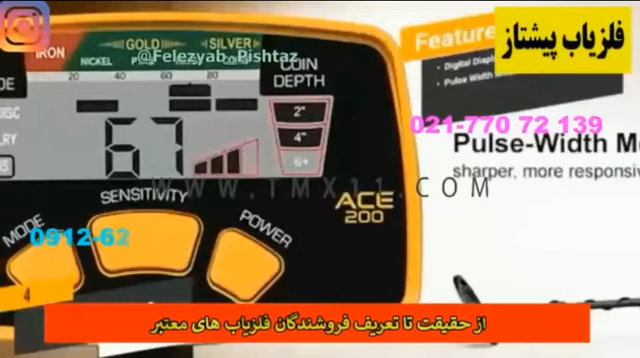 فلزیاب پیشتاز
IRON
GOLD
SILVER
NICKEL
@Felezyab_Pishtaz
COIN
DEPTH
20
40
60
80
2"
4"
6+
67
Feature
• Digital Displ
• Pulse Width M
021-770 72 139
Pulse-Width M
sharper, more responsiv
WWW.TMX11.COM
ACE
200
SENSITIVITY
MODE
POWER
0912-62
4
از حقیقت تا تعریف فروشندگان فلزیاب های معتبر